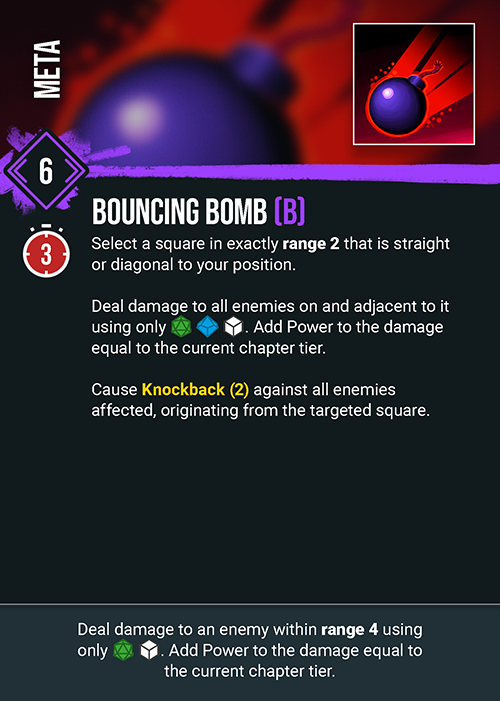 META
6
BOUNCING BOMB (B)
3
Select a square in exactly range 2 that is straight
or diagonal to your position.
Deal damage to all enemies on and adjacent to it
using only . Add Power to the damage
equal to the current chapter tier.
Cause Knockback (2) against all enemies
affected, originating from the targeted square.
Deal damage to an enemy within range 4 using
only . Add Power to the damage equal to
the current chapter tier.